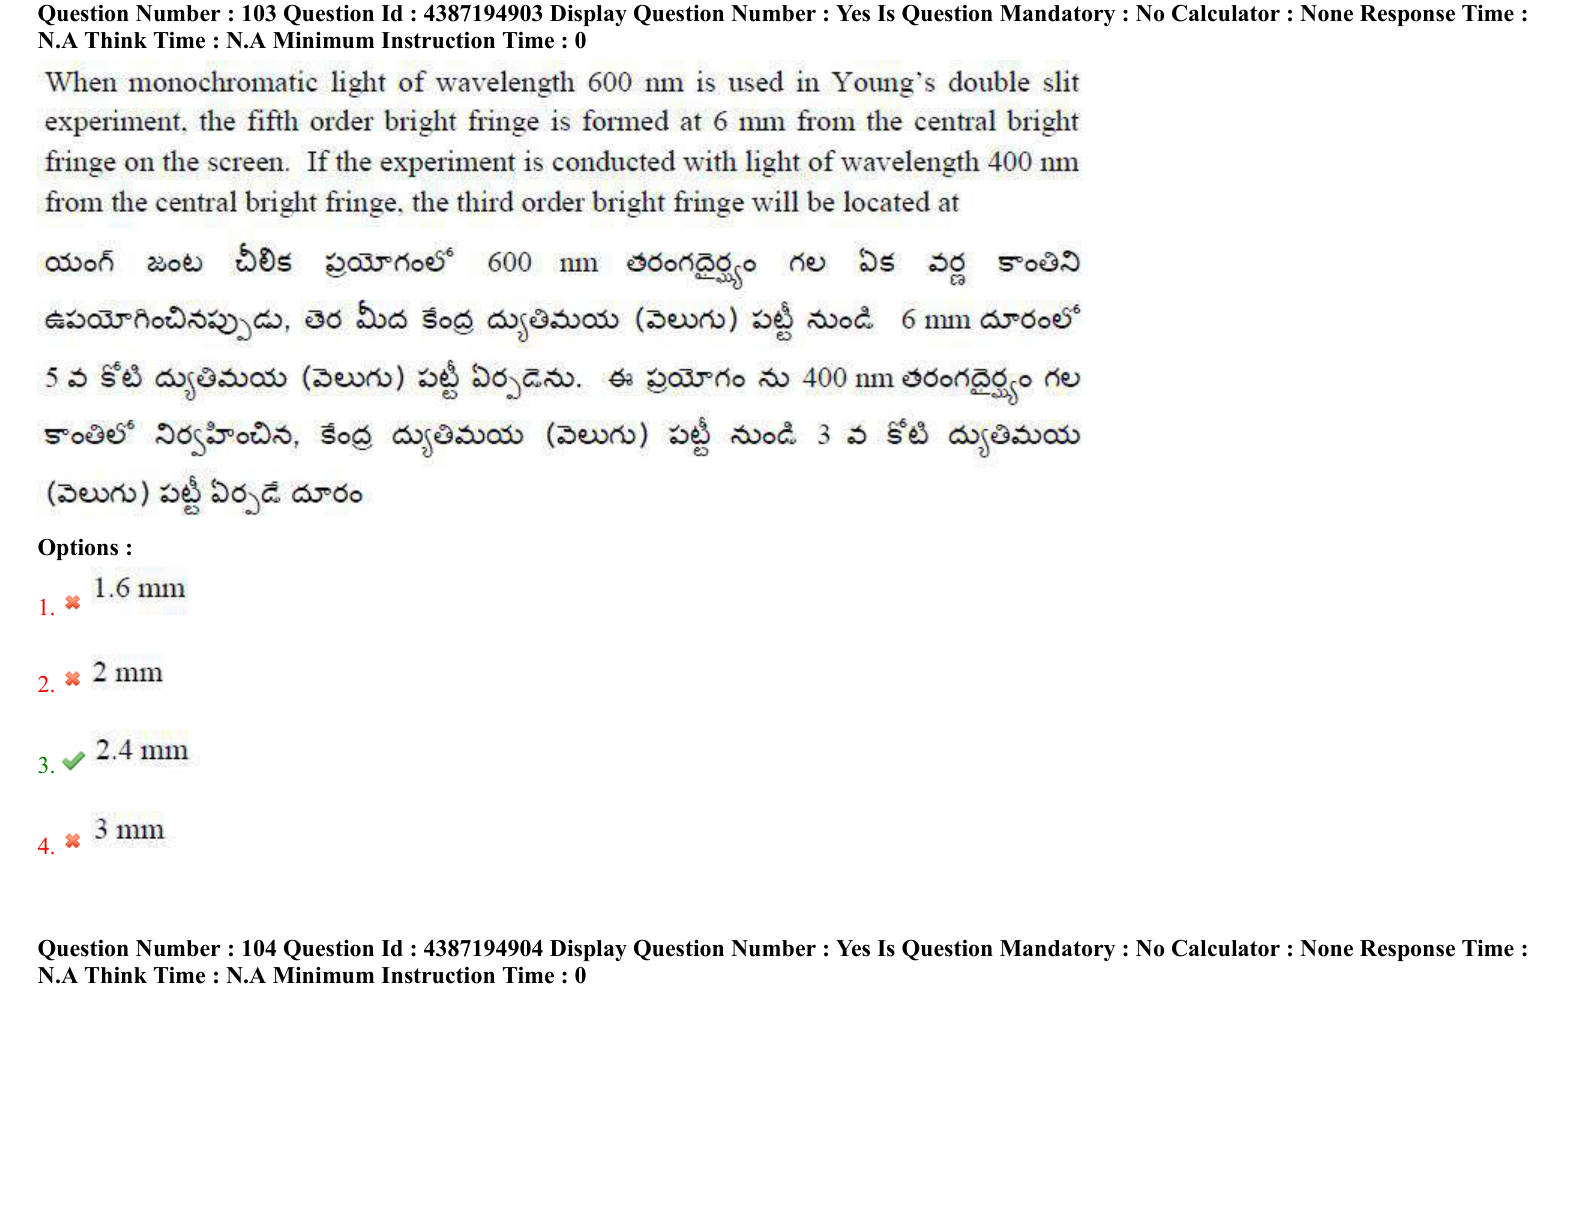 Question Number : 103 Question Id : 4387194903 Display Question Number : Yes Is Question Mandatory : No Calculator : None Response Time :
N.A Think Time : N.A Minimum Instruction Time : 0
When monochromatic light of wavelength 600 nm is used in Young's double slit
experiment, the fifth order bright fringe is formed at 6 mm from the central bright
fringe on the screen. If the experiment is conducted with light of wavelength 400 nm
from the central bright fringe, the third order bright fringe will be located at
యంగ్ జంట చీలిక ప్రయోగంలో 600 nm తరంగదైర్ఘ్యం గల ఏక వర్ణ కాంతిని
ఉపయోగించినప్పుడు, తెర మీద కేంద్ర ద్యుతిమయ (వెలుగు) పట్టీ నుండి 6 mm దూరంలో
5 వ కోటి ద్యుతిమయ (వెలుగు) పట్టీ ఏర్పడెను. ఈ ప్రయోగం ను 400 nm తరంగదైర్ఘ్యం గల
కాంతిలో నిర్వహించిన, కేంద్ర ద్యుతిమయ (వెలుగు) పట్టీ నుండి 3 వ కోటి ద్యుతిమయ
(వెలుగు) పట్టీ ఏర్పడే దూరం
Options :
1. 1.6 mm
2. 2 mm
3. 2.4 mm
4. 3 mm
Question Number : 104 Question Id : 4387194904 Display Question Number : Yes Is Question Mandatory : No Calculator : None Response Time :
N.A Think Time : N.A Minimum Instruction Time : 0